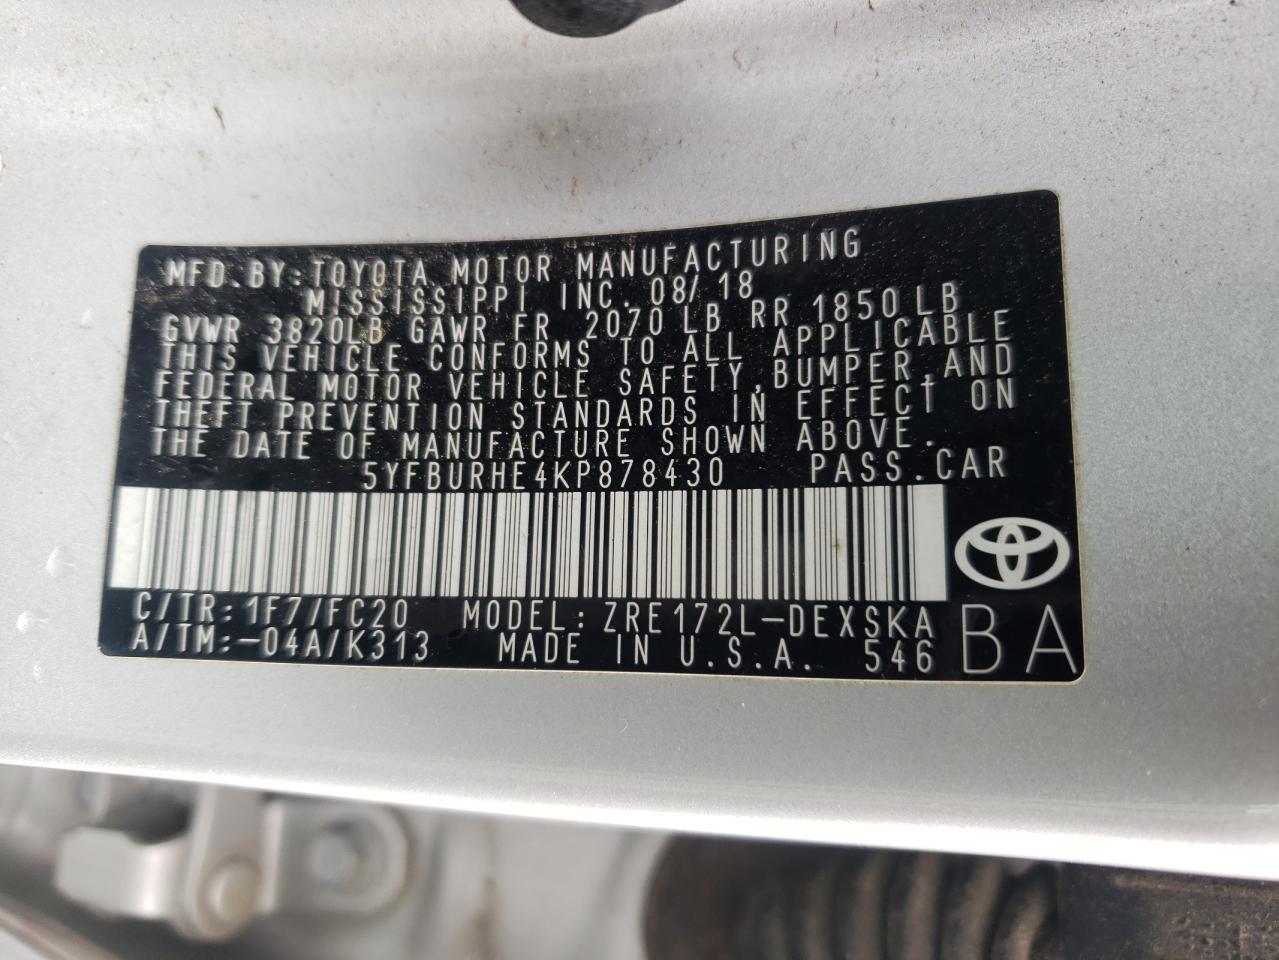 MFD.BY:TOYOTA MOTOR MANUFACTURING
MISSISSIPPI INC. 08/18
GVWR 3820LB GAWR FR 2070 LB RR 1850 LB
THIS VEHICLE CONFORMS TO ALL APPLICABLE
FEDERAL MOTOR VEHICLE SAFETY,BUMPER,AND
THEFT PREVENTION STANDARDS IN EFFECT ON
THE DATE OF MANUFACTURE SHOWN ABOVE.
5YFBURHE4KP878430 PASS.CAR
C/TR:1F7/FC20 MODEL:ZRE172L-DEXSKA
A/TM:-04A/K313 MADE IN U.S.A. 546
BA